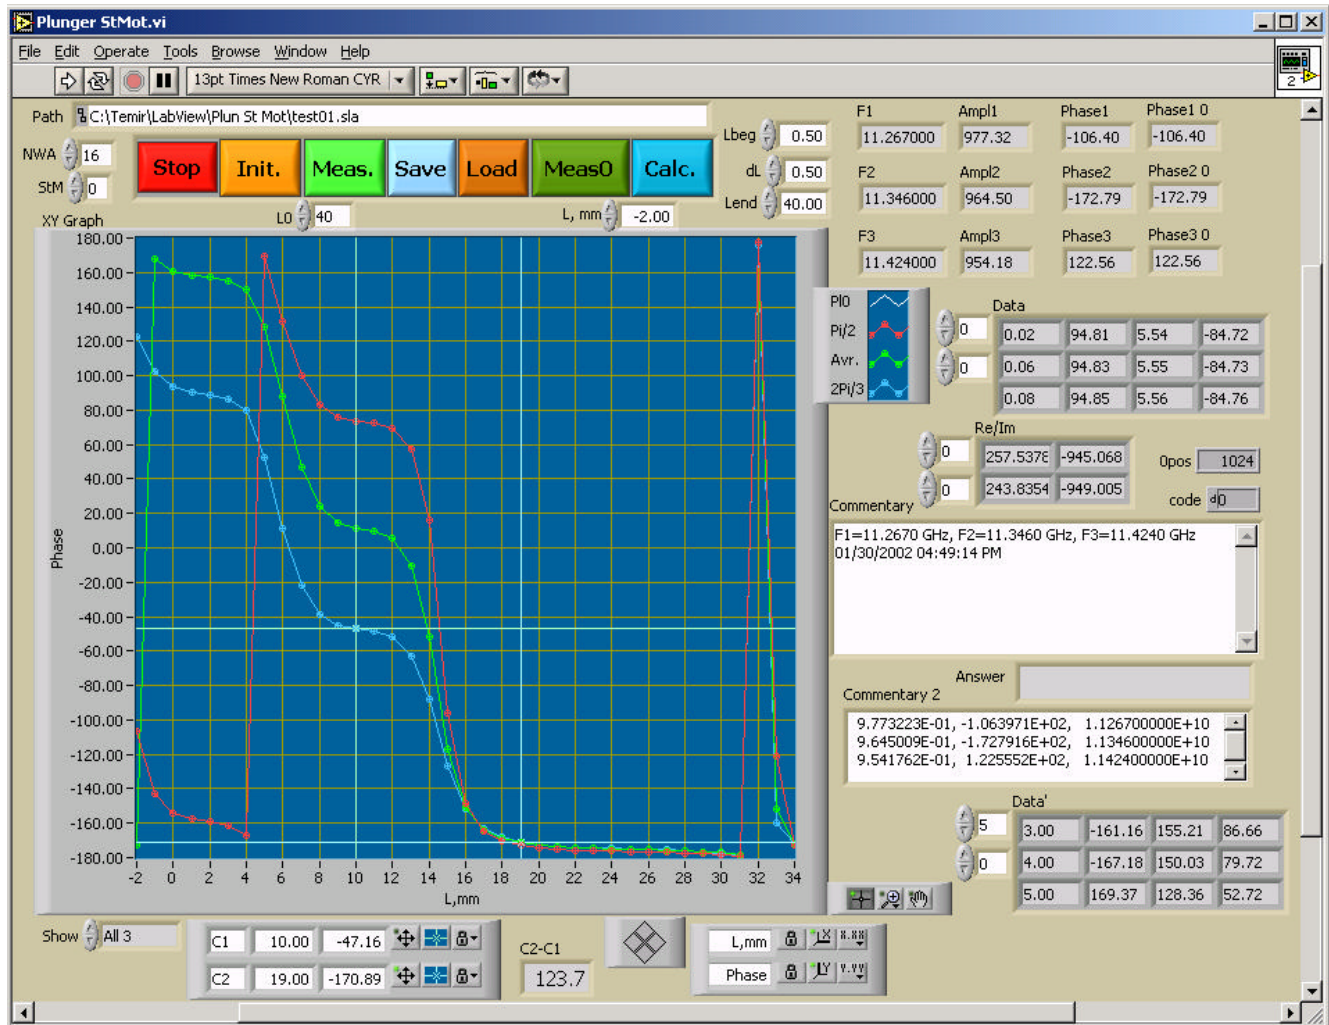 Plunger StMot.vi
File Edit Operate Tools Browse Window Help
13pt Times New Roman CYR
2
Path C:\Temir\LabView\Plun St Mot\test01.sla
NWA 16
StM 0
Stop Init. Meas. Save Load Meas0 Calc.
Lbeg 0.50
dL 0.50
Lend 40.00
L0 40
L, mm -2.00
F1 Ampl1 Phase1 Phase1 0
11.267000 977.32 -106.40 -106.40
F2 Ampl2 Phase2 Phase2 0
11.346000 964.50 -172.79 -172.79
F3 Ampl3 Phase3 Phase3 0
11.424000 954.18 122.56 122.56
XY Graph
180.00
160.00
140.00
120.00
100.00
80.00
60.00
40.00
20.00
0.00
-20.00
-40.00
-60.00
-80.00
-100.00
-120.00
-140.00
-160.00
-180.00
Phase
-2 0 2 4 6 8 10 12 14 16 18 20 22 24 26 28 30 32 34
L,mm
Pl0
Pi/2
Avr.
2Pi/3
Data
0
0
0.02 94.81 5.54 -84.72
0.06 94.83 5.55 -84.73
0.08 94.85 5.56 -84.76
Re/Im
0
0
257.5378 -945.068
243.8354 -949.005
0pos 1024
code d0
Commentary
F1=11.2670 GHz, F2=11.3460 GHz, F3=11.4240 GHz
01/30/2002 04:49:14 PM
Answer
Commentary 2
9.773223E-01, -1.063971E+02, 1.126700000E+10
9.645009E-01, -1.727916E+02, 1.134600000E+10
9.541762E-01, 1.225552E+02, 1.142400000E+10
Data'
5
0
3.00 -161.16 155.21 86.66
4.00 -167.18 150.03 79.72
5.00 169.37 128.36 52.72
Show All 3
C1 10.00 -47.16
C2 19.00 -170.89
C2-C1
123.7
L,mm X 8.88
Phase Y Y.YY